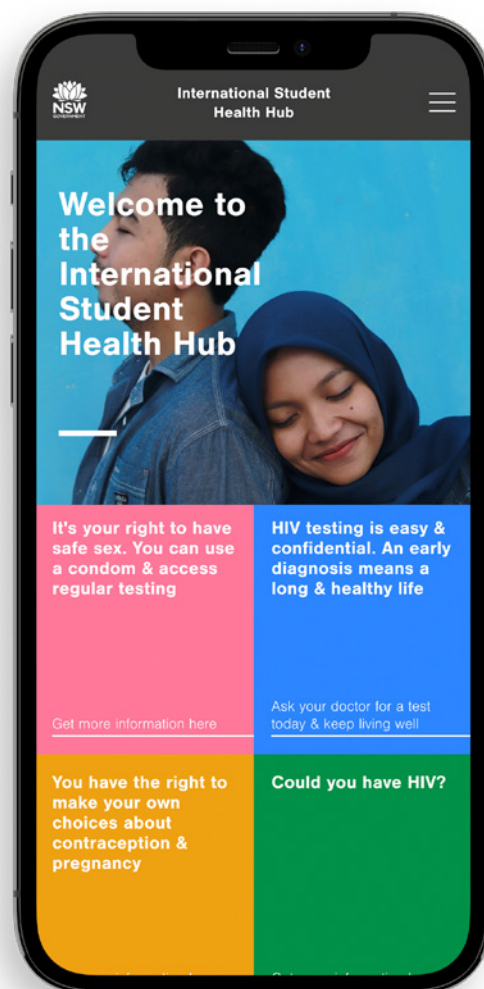 NSW
GOVERNMENT
International Student
Health Hub
Welcome to
the
International
Student
Health Hub
It's your right to have
safe sex. You can use
a condom & access
regular testing
Get more information here
HIV testing is easy &
confidential. An early
diagnosis means a
long & healthy life
Ask your doctor for a test
today & keep living well
You have the right to
make your own
choices about
contraception &
pregnancy
Could you have HIV?